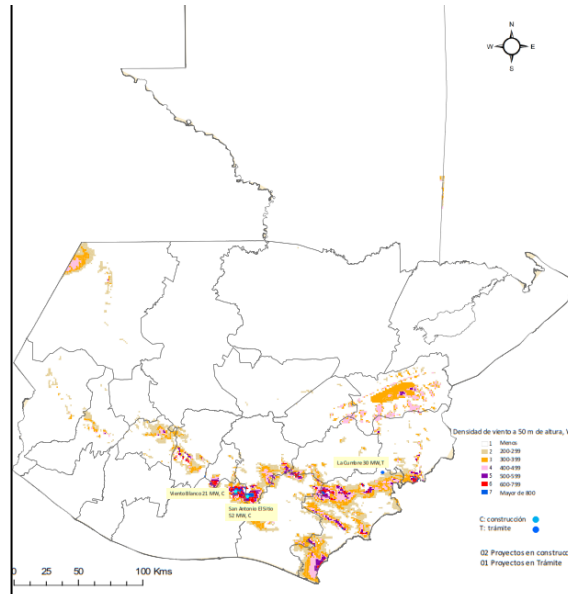 N
W E
S
Densidad de viento a 50 m de altura, W
1 Menos
2 200-299
3 300-399
4 400-499
5 500-599
6 600-799
7 Mayor de 800
La Cumbre 30 MW,T
Viento Blanco 21 MW, C
San Antonio El Sitio
52 MW, C
C: construcción
T: trámite
02 Proyectos en construcc
01 Proyectos en Trámite
0 25 50 100 Kms